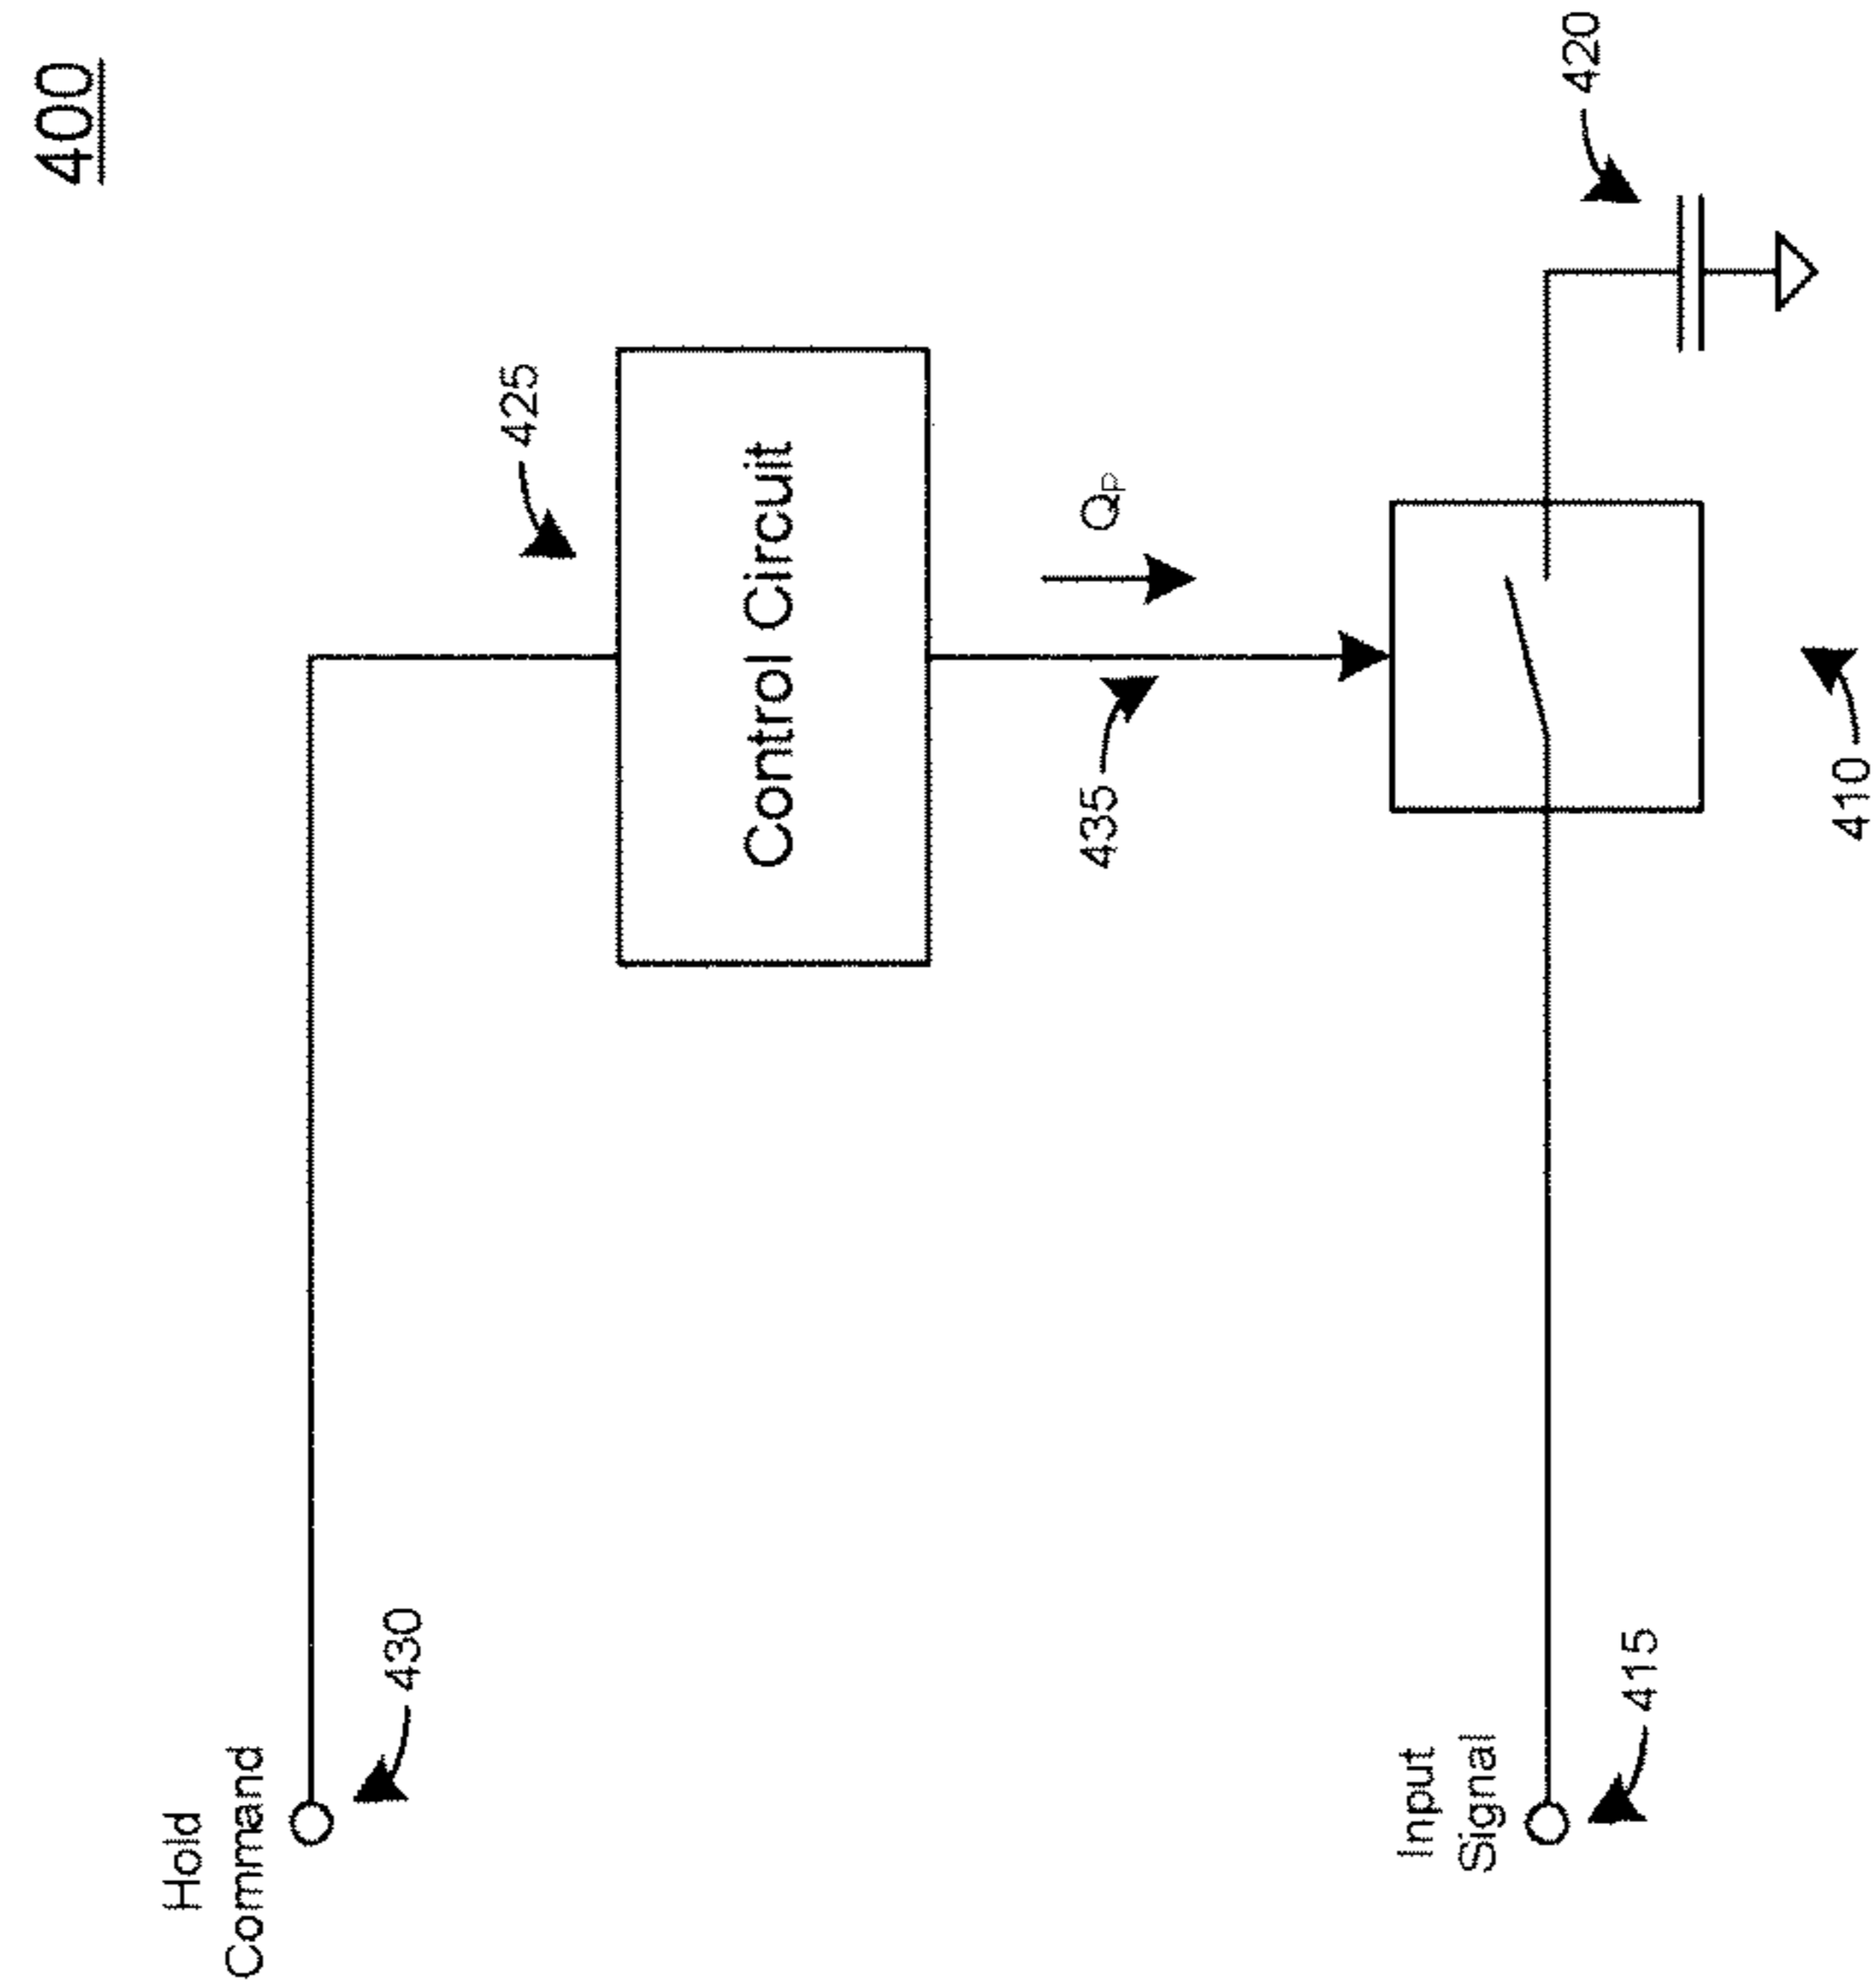 400
Hold
Command
430
425
Control Circuit
435
QP
Input
Signal
415
410
420